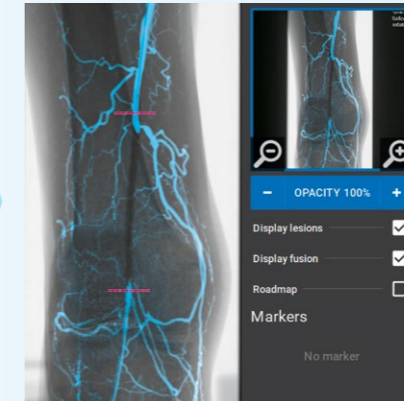 − OPACITY 100% +
Display lesions
Display fusion
Roadmap
Markers
No marker